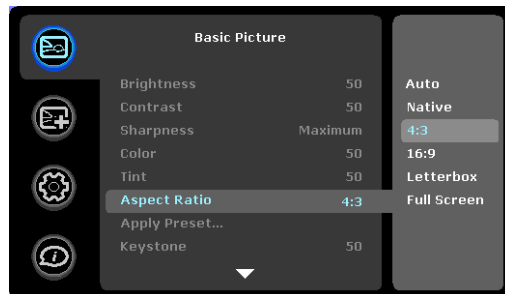 Basic Picture
Brightness 50
Contrast 50
Sharpness Maximum
Color 50
Tint 50
Aspect Ratio 4:3
Apply Preset...
Keystone 50
Auto
Native
4:3
16:9
Letterbox
Full Screen